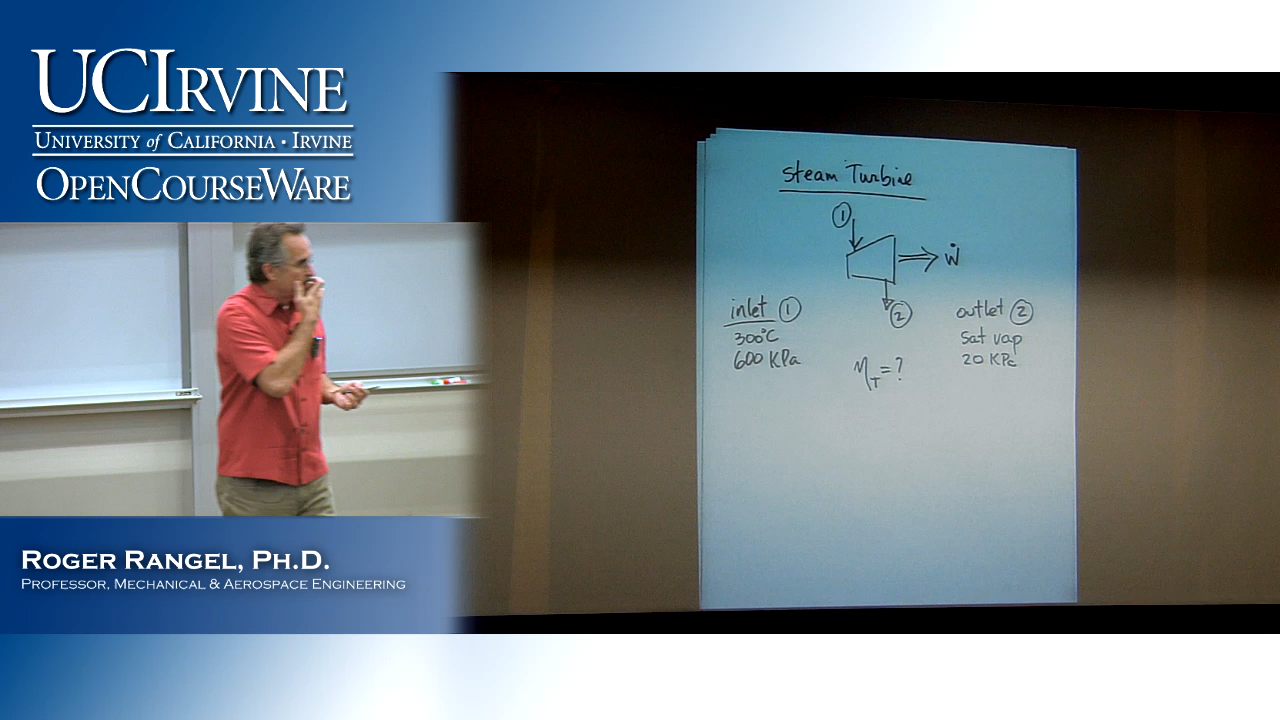 UCIRVINE
UNIVERSITY of CALIFORNIA · IRVINE
OPENCOURSEWARE
ROGER RANGEL, PH.D.
PROFESSOR, MECHANICAL & AEROSPACE ENGINEERING
Steam Turbine
1
Ẇ
2
inlet 1
300°C
600 KPa
outlet 2
Sat vap
20 KPa
η_T = ?